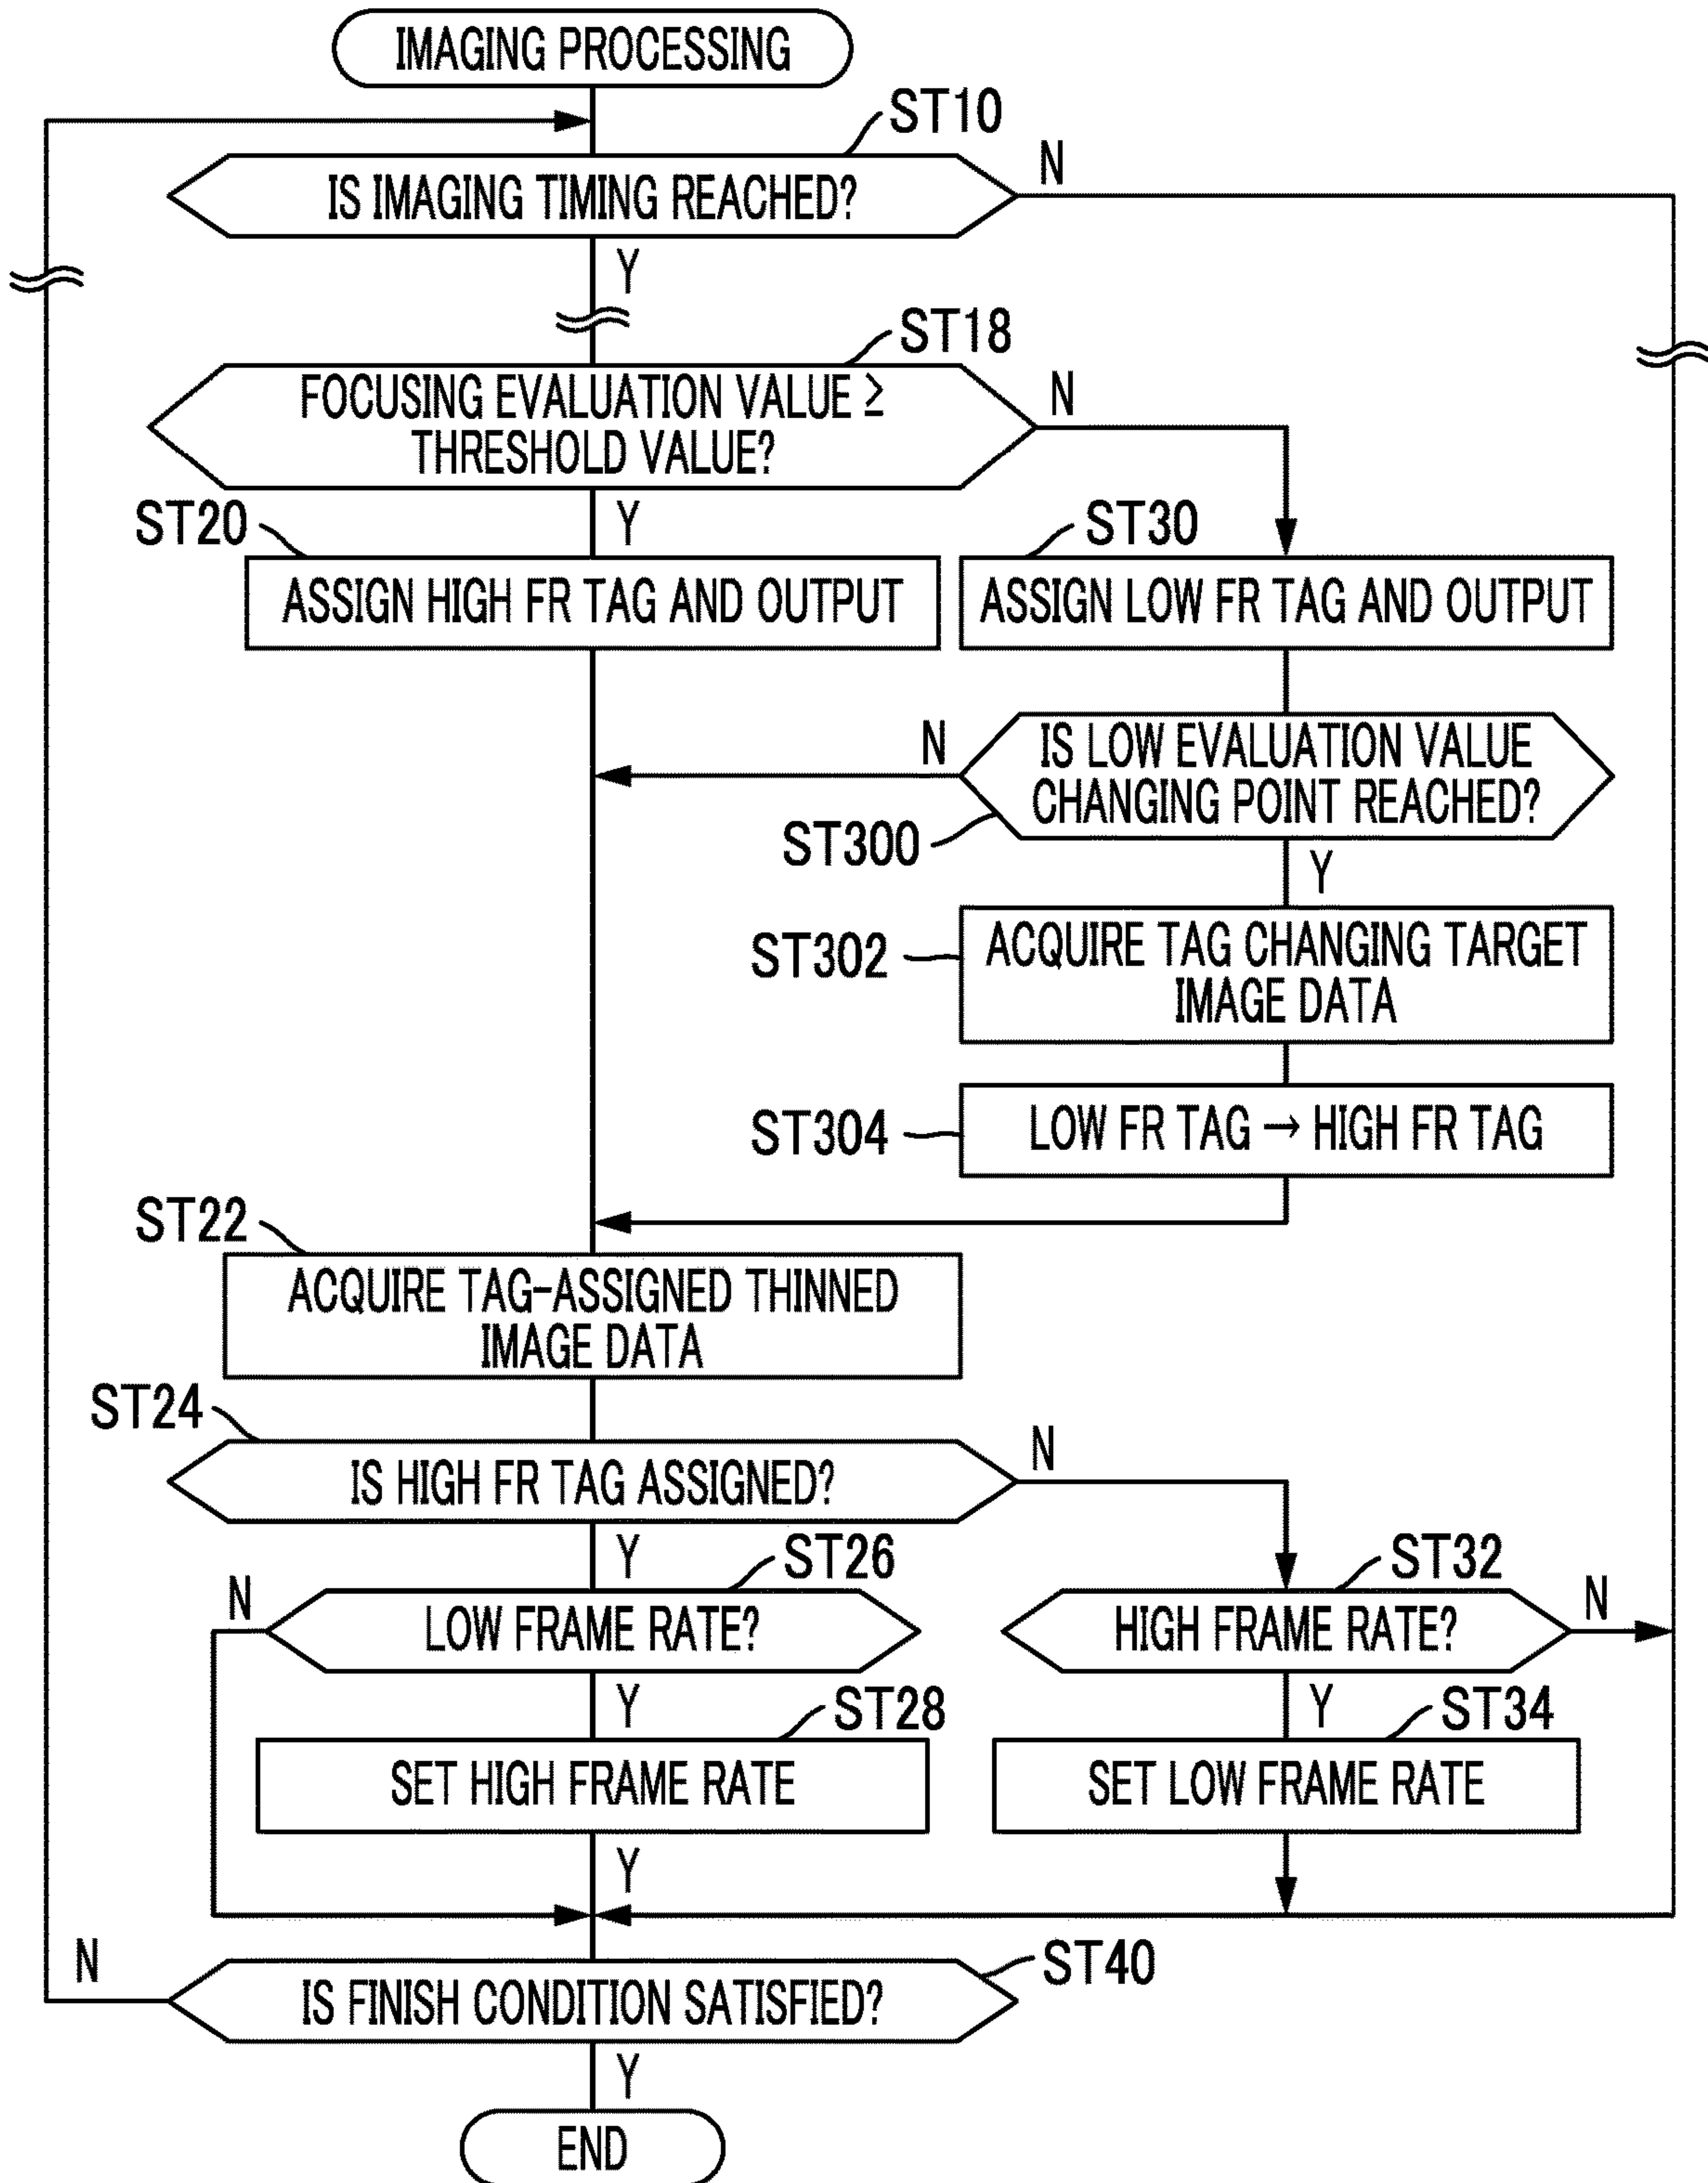 IMAGING PROCESSING
ST10
IS IMAGING TIMING REACHED?
N
Y
ST18
FOCUSING EVALUATION VALUE ≥
THRESHOLD VALUE?
N
Y
ST20
ASSIGN HIGH FR TAG AND OUTPUT
ST30
ASSIGN LOW FR TAG AND OUTPUT
N
IS LOW EVALUATION VALUE
CHANGING POINT REACHED?
ST300
Y
ST302
ACQUIRE TAG CHANGING TARGET
IMAGE DATA
ST304
LOW FR TAG → HIGH FR TAG
ST22
ACQUIRE TAG-ASSIGNED THINNED
IMAGE DATA
ST24
IS HIGH FR TAG ASSIGNED?
N
Y
ST26
N
LOW FRAME RATE?
ST32
HIGH FRAME RATE?
N
Y
ST28
SET HIGH FRAME RATE
Y
Y
ST34
SET LOW FRAME RATE
N
ST40
IS FINISH CONDITION SATISFIED?
Y
END